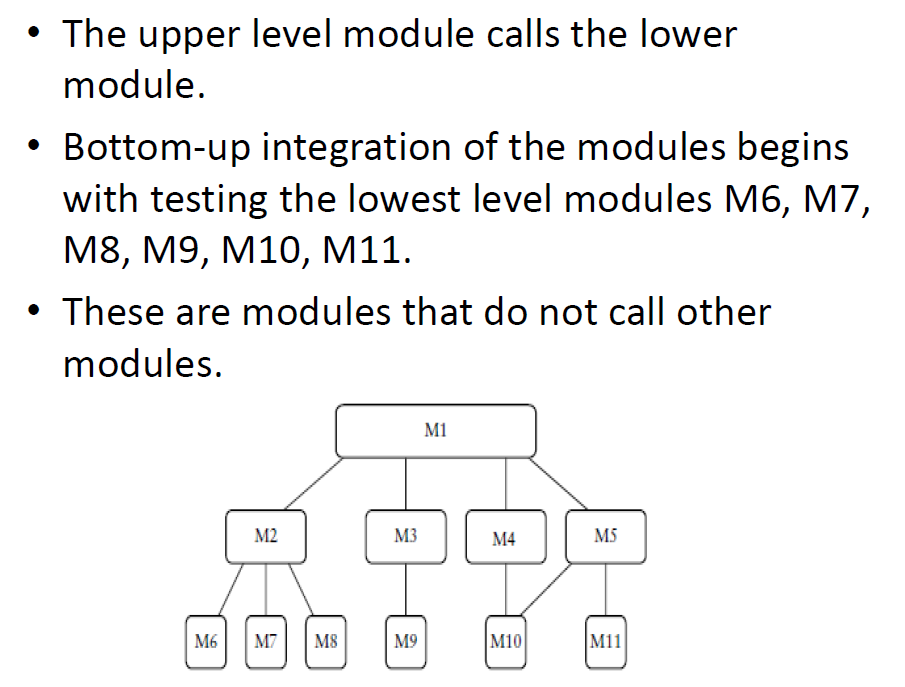 • The upper level module calls the lower
module.
• Bottom-up integration of the modules begins
with testing the lowest level modules M6, M7,
M8, M9, M10, M11.
• These are modules that do not call other
modules.
M1
M2 M3 M4 M5
M6 M7 M8 M9 M10 M11